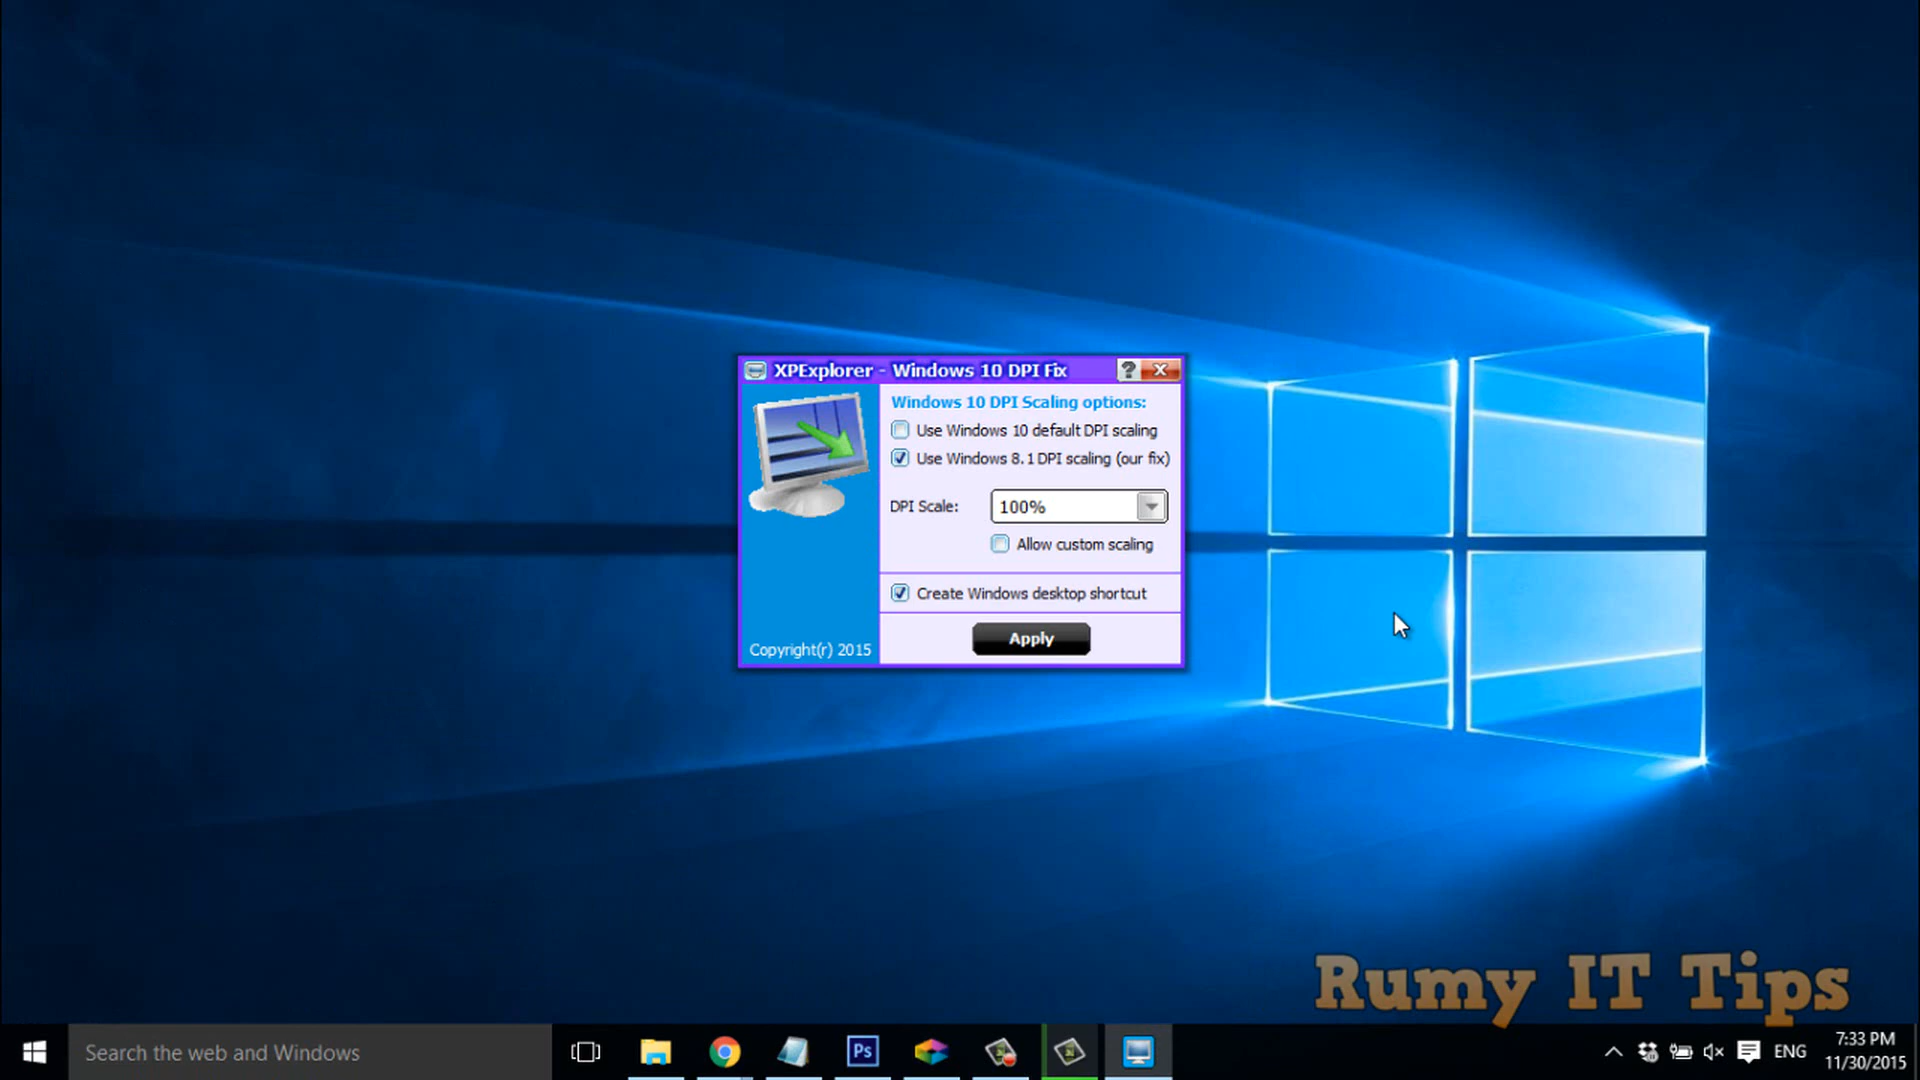 XPExplorer - Windows 10 DPI Fix
?
X
Windows 10 DPI Scaling options:
Use Windows 10 default DPI scaling
Use Windows 8.1 DPI scaling (our fix)
DPI Scale:
100%
Allow custom scaling
Create Windows desktop shortcut
Copyright(r) 2015
Apply
Rumy IT Tips
Search the web and Windows
Ps
ENG
7:33 PM
11/30/2015